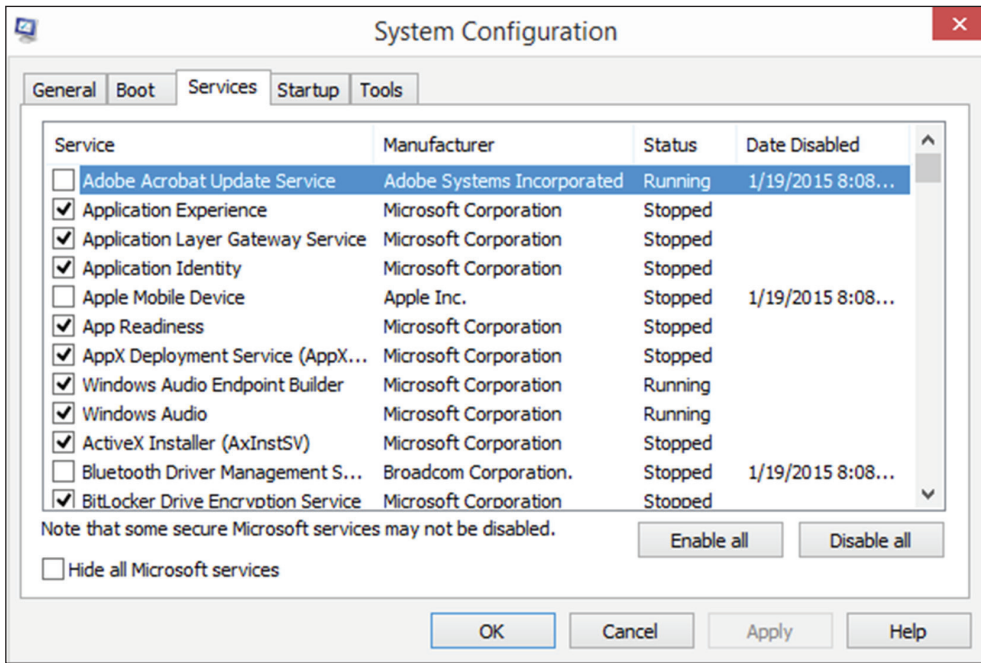 System Configuration
General Boot Services Startup Tools
Service Manufacturer Status Date Disabled
Adobe Acrobat Update Service Adobe Systems Incorporated Running 1/19/2015 8:08...
Application Experience Microsoft Corporation Stopped
Application Layer Gateway Service Microsoft Corporation Stopped
Application Identity Microsoft Corporation Stopped
Apple Mobile Device Apple Inc. Stopped 1/19/2015 8:08...
App Readiness Microsoft Corporation Stopped
AppX Deployment Service (AppX... Microsoft Corporation Stopped
Windows Audio Endpoint Builder Microsoft Corporation Running
Windows Audio Microsoft Corporation Running
ActiveX Installer (AxInstSV) Microsoft Corporation Stopped
Bluetooth Driver Management S... Broadcom Corporation. Stopped 1/19/2015 8:08...
BitLocker Drive Encryption Service Microsoft Corporation Stopped
Note that some secure Microsoft services may not be disabled.
Enable all Disable all
Hide all Microsoft services
OK Cancel Apply Help